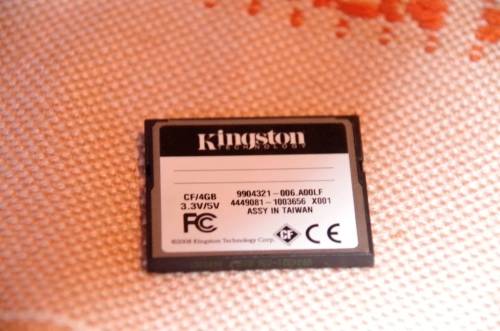 Kingston
TECHNOLOGY
CF/4GB 9904321-006.A00LF
3.3V/5V 4449081-1003656 X001
ASSY IN TAIWAN
FC
©2008 Kingston Technology Corp.
CF
CE